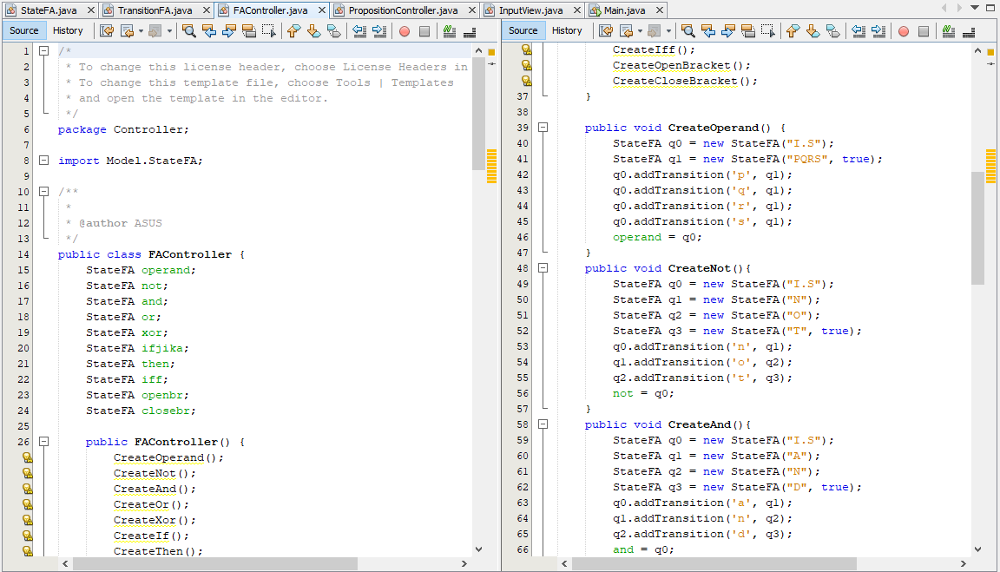 StateFA.java TransitionFA.java FAController.java PropositionController.java InputView.java Main.java
Source History
1 /*
2 * To change this license header, choose License Headers in
3 * To change this template file, choose Tools | Templates
4 * and open the template in the editor.
5 */
6 package Controller;
7
8 import Model.StateFA;
9
10 /**
11 *
12 * @author ASUS
13 */
14 public class FAController {
15 StateFA operand;
16 StateFA not;
17 StateFA and;
18 StateFA or;
19 StateFA xor;
20 StateFA ifjika;
21 StateFA then;
22 StateFA iff;
23 StateFA openbr;
24 StateFA closebr;
25
26 public FAController() {
CreateOperand();
CreateNot();
CreateAnd();
CreateOr();
CreateXor();
CreateIf();
CreateThen();
Source History
CreateIff();
CreateOpenBracket();
CreateCloseBracket();
37 }
38
39 public void CreateOperand() {
40 StateFA q0 = new StateFA("I.S");
41 StateFA q1 = new StateFA("PQRS", true);
42 q0.addTransition('p', q1);
43 q0.addTransition('q', q1);
44 q0.addTransition('r', q1);
45 q0.addTransition('s', q1);
46 operand = q0;
47 }
48 public void CreateNot(){
49 StateFA q0 = new StateFA("I.S");
50 StateFA q1 = new StateFA("N");
51 StateFA q2 = new StateFA("O");
52 StateFA q3 = new StateFA("T", true);
53 q0.addTransition('n', q1);
54 q1.addTransition('o', q2);
55 q2.addTransition('t', q3);
56 not = q0;
57 }
58 public void CreateAnd(){
59 StateFA q0 = new StateFA("I.S");
60 StateFA q1 = new StateFA("A");
61 StateFA q2 = new StateFA("N");
62 StateFA q3 = new StateFA("D", true);
63 q0.addTransition('a', q1);
64 q1.addTransition('n', q2);
65 q2.addTransition('d', q3);
66 and = q0;